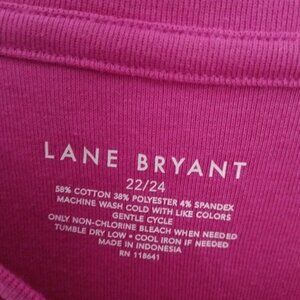 LANE BRYANT
22/24
58% COTTON 38% POLYESTER 4% SPANDEX
MACHINE WASH COLD WITH LIKE COLORS
GENTLE CYCLE
ONLY NON-CHLORINE BLEACH WHEN NEEDED
TUMBLE DRY LOW • COOL IRON IF NEEDED
MADE IN INDONESIA
RN 118641